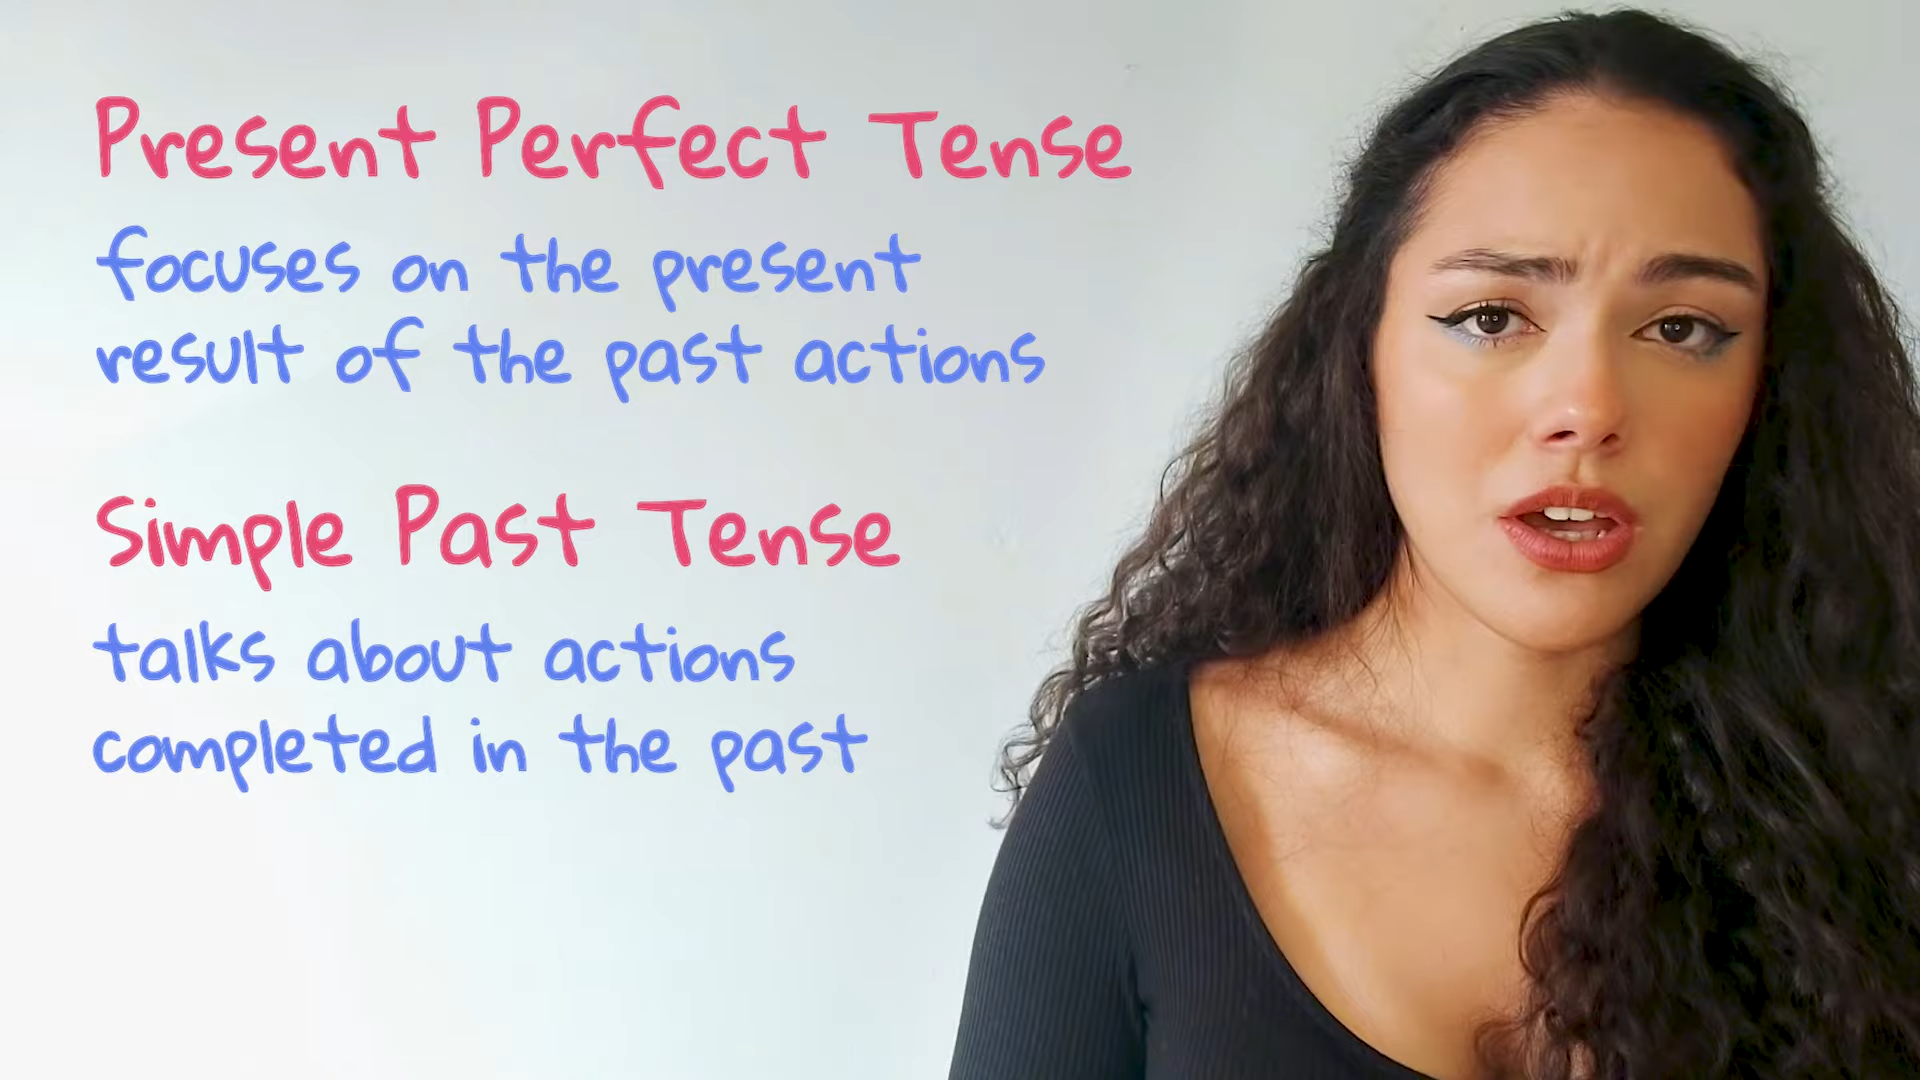 Present Perfect Tense
focuses on the present
result of the past actions
Simple Past Tense
talks about actions
completed in the past